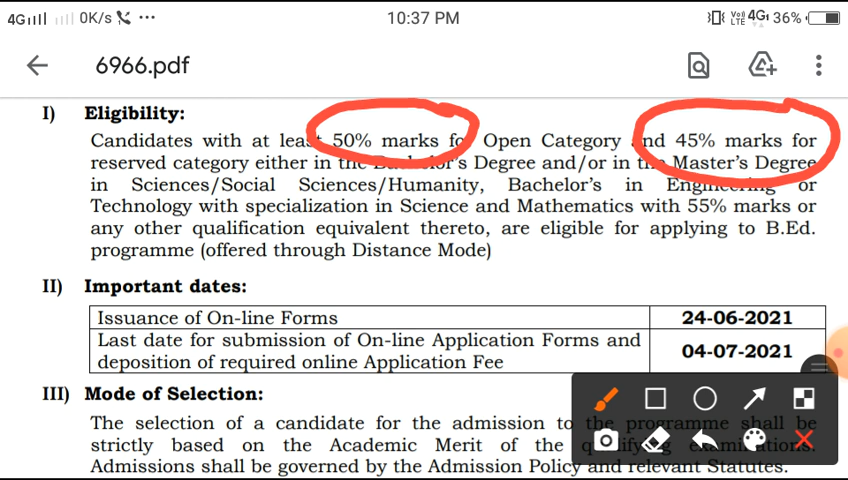 4G 0K/s ... 10:37 PM Vo) LTE 4G 36%
6966.pdf
I) Eligibility:
Candidates with at least 50% marks for Open Category and 45% marks for
reserved category either in the Bachelor's Degree and/or in the Master's Degree
in Sciences/Social Sciences/Humanity, Bachelor's in Engineering or
Technology with specialization in Science and Mathematics with 55% marks or
any other qualification equivalent thereto, are eligible for applying to B.Ed.
programme (offered through Distance Mode)
II) Important dates:
Issuance of On-line Forms 24-06-2021
Last date for submission of On-line Application Forms and
deposition of required online Application Fee 04-07-2021
III) Mode of Selection:
The selection of a candidate for the admission to the programme shall be
strictly based on the Academic Merit of the qualifying examinations.
Admissions shall be governed by the Admission Policy and relevant Statutes.